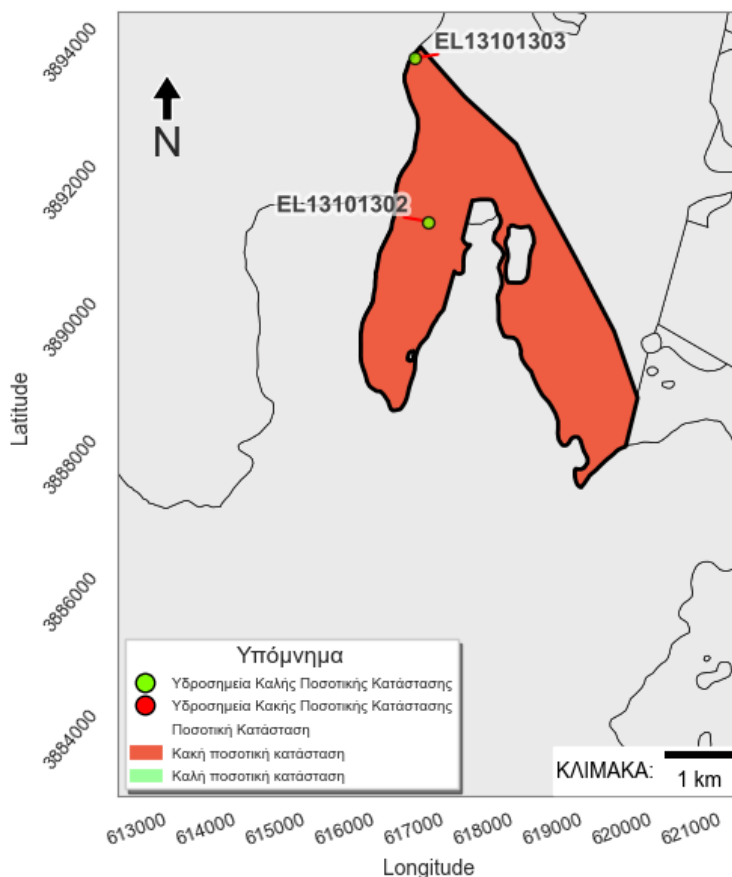 3894000
EL13101303
N
3892000
EL13101302
3890000
Latitude
3888000
3886000
3884000
Υπόμνημα
Υδροσημεία Καλής Ποσοτικής Κατάστασης
Υδροσημεία Κακής Ποσοτικής Κατάστασης
Ποσοτική Κατάσταση
Κακή ποσοτική κατάσταση
Καλή ποσοτική κατάσταση
ΚΛΙΜΑΚΑ:
1 km
613000 614000 615000 616000 617000 618000 619000 620000 621000
Longitude